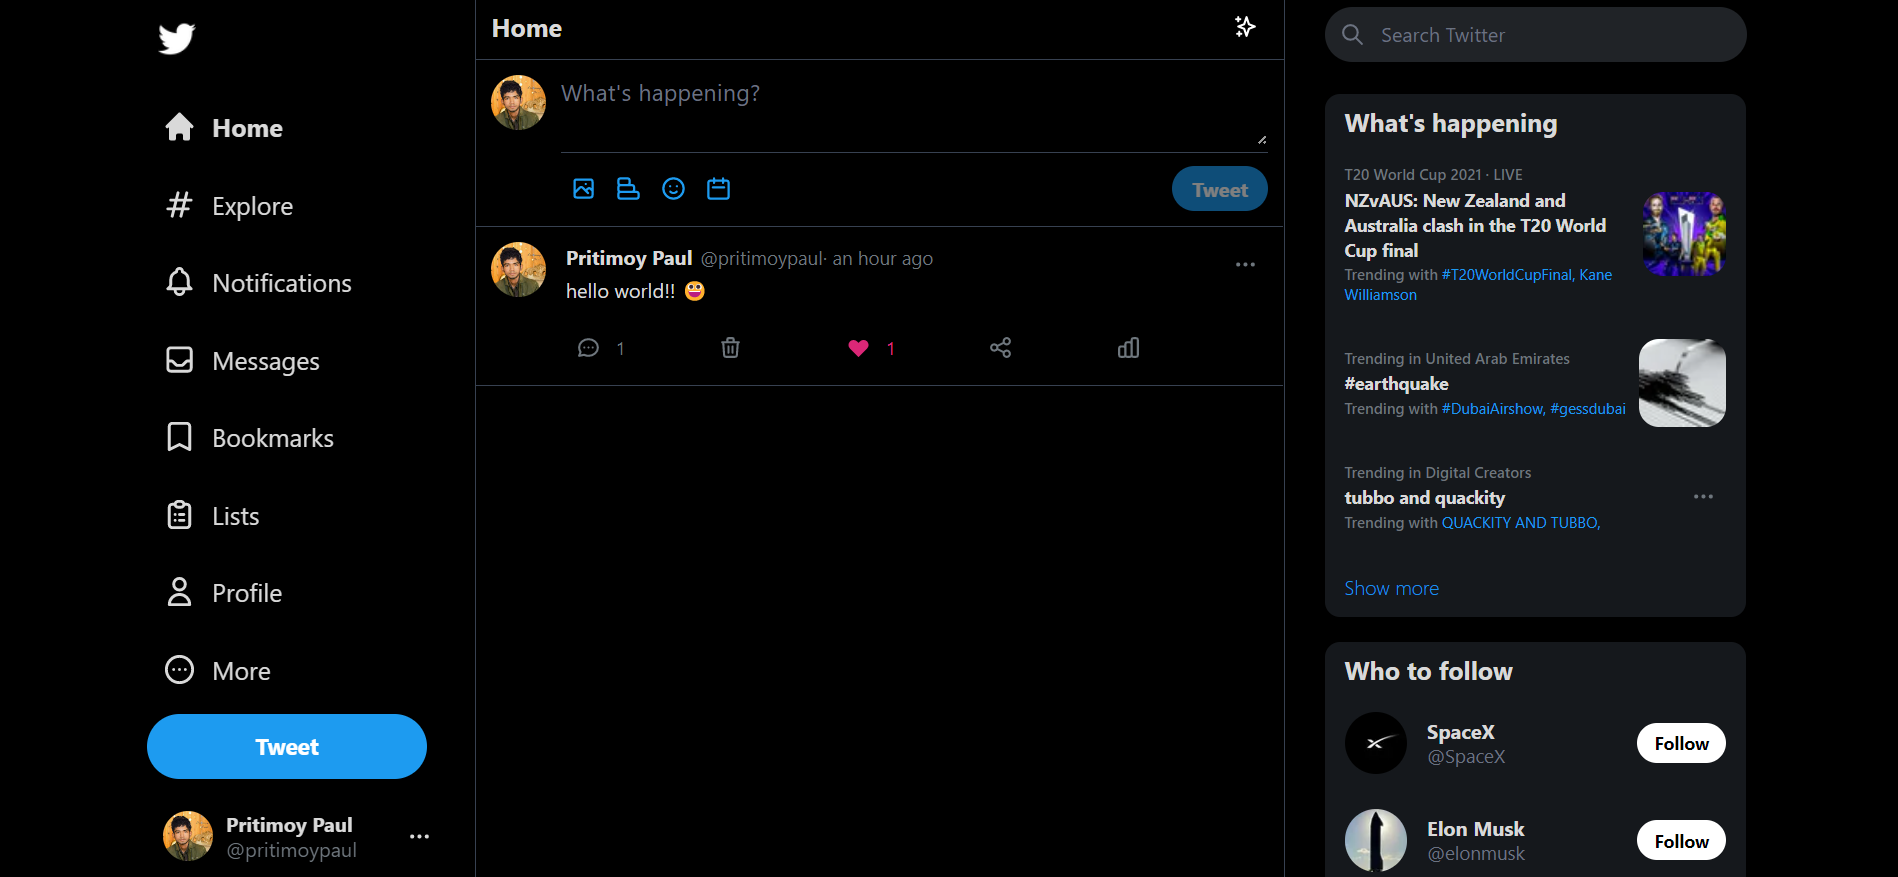 Home
Explore
Notifications
Messages
Bookmarks
Lists
Profile
More
Tweet
Pritimoy Paul
@pritimoypaul
Home
What's happening?
Tweet
Pritimoy Paul @pritimoypaul· an hour ago
hello world!! 😀
1
1
Search Twitter
What's happening
T20 World Cup 2021 · LIVE
NZvAUS: New Zealand and
Australia clash in the T20 World
Cup final
Trending with #T20WorldCupFinal, Kane
Williamson
Trending in United Arab Emirates
#earthquake
Trending with #DubaiAirshow, #gessdubai
Trending in Digital Creators
tubbo and quackity
Trending with QUACKITY AND TUBBO,
Show more
Who to follow
SpaceX
@SpaceX
Follow
Elon Musk
@elonmusk
Follow